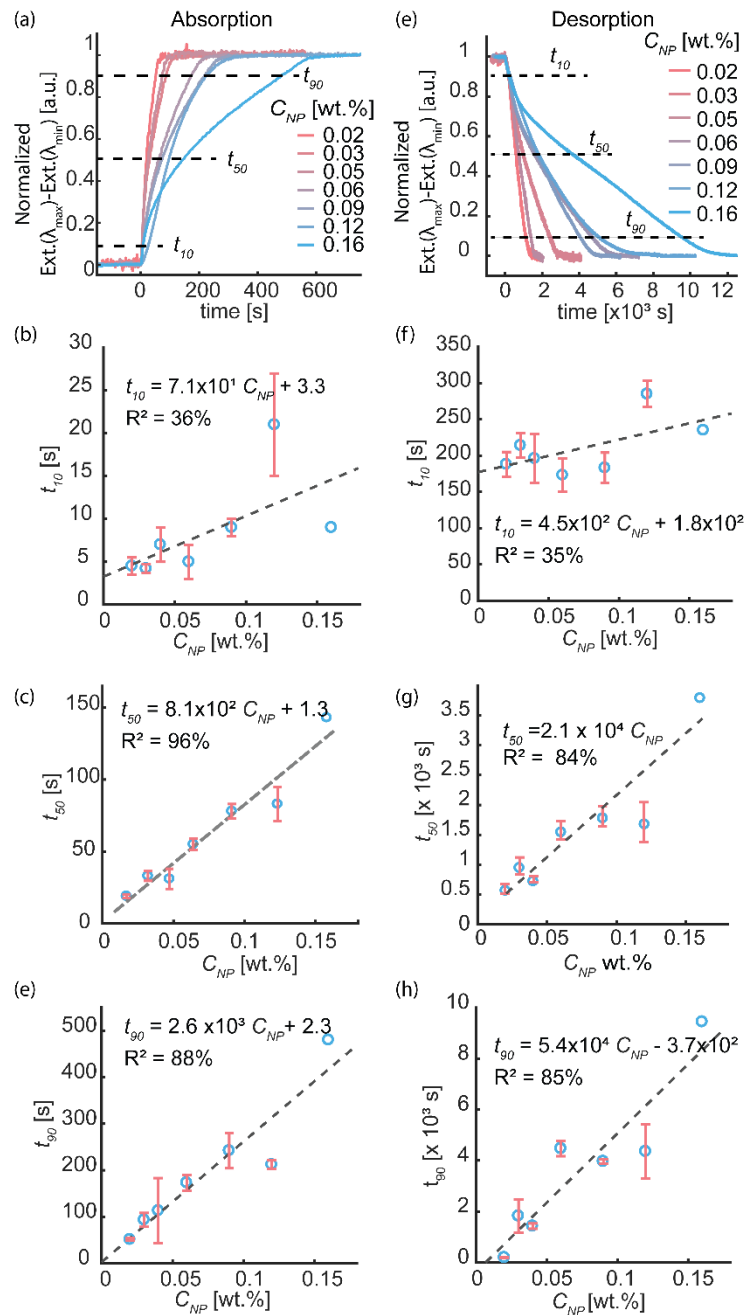 (a) Absorption
Normalized
Ext.(λmax)-Ext.(λmin) [a.u.]
1
0.8
0.6
0.4
0.2
0
t90
t50
t10
CNP [wt.%]
0.02
0.03
0.05
0.06
0.09
0.12
0.16
0 200 400 600
time [s]
(e) Desorption
Normalized
Ext.(λmax)-Ext.(λmin) [a.u.]
1
0.8
0.6
0.4
0.2
0
t10
t50
t90
CNP [wt.%]
0.02
0.03
0.05
0.06
0.09
0.12
0.16
0 2 4 6 8 10 12
time [x10³ s]
(b)
t10 = 7.1x10¹ CNP + 3.3
R² = 36%
t10 [s]
30
25
20
15
10
5
0
0 0.05 0.10 0.15
CNP [wt.%]
(f)
t10 = 4.5x10² CNP + 1.8x10²
R² = 35%
t10 [s]
350
300
250
200
150
100
50
0
0 0.05 0.1 0.15
CNP [wt.%]
(c)
t50 = 8.1x10² CNP + 1.3
R² = 96%
t50 [s]
150
100
50
0
0 0.05 0.10 0.15
CNP [wt.%]
(g)
t50 =2.1 x 10⁴ CNP
R² = 84%
t50 [x 10³ s]
3.5
3
2.5
2
1.5
1
0.5
0
0 0.05 0.1 0.15
CNP wt.%
(e)
t90 = 2.6 x10³ CNP+ 2.3
R² = 88%
t90 [s]
500
400
300
200
100
0
0 0.05 0.10 0.15
CNP [wt.%]
(h)
t90 = 5.4x10⁴ CNP - 3.7x10²
R² = 85%
t90 [x 10³ s]
10
8
6
4
2
0
0 0.05 0.1 0.15
CNP [wt.%]